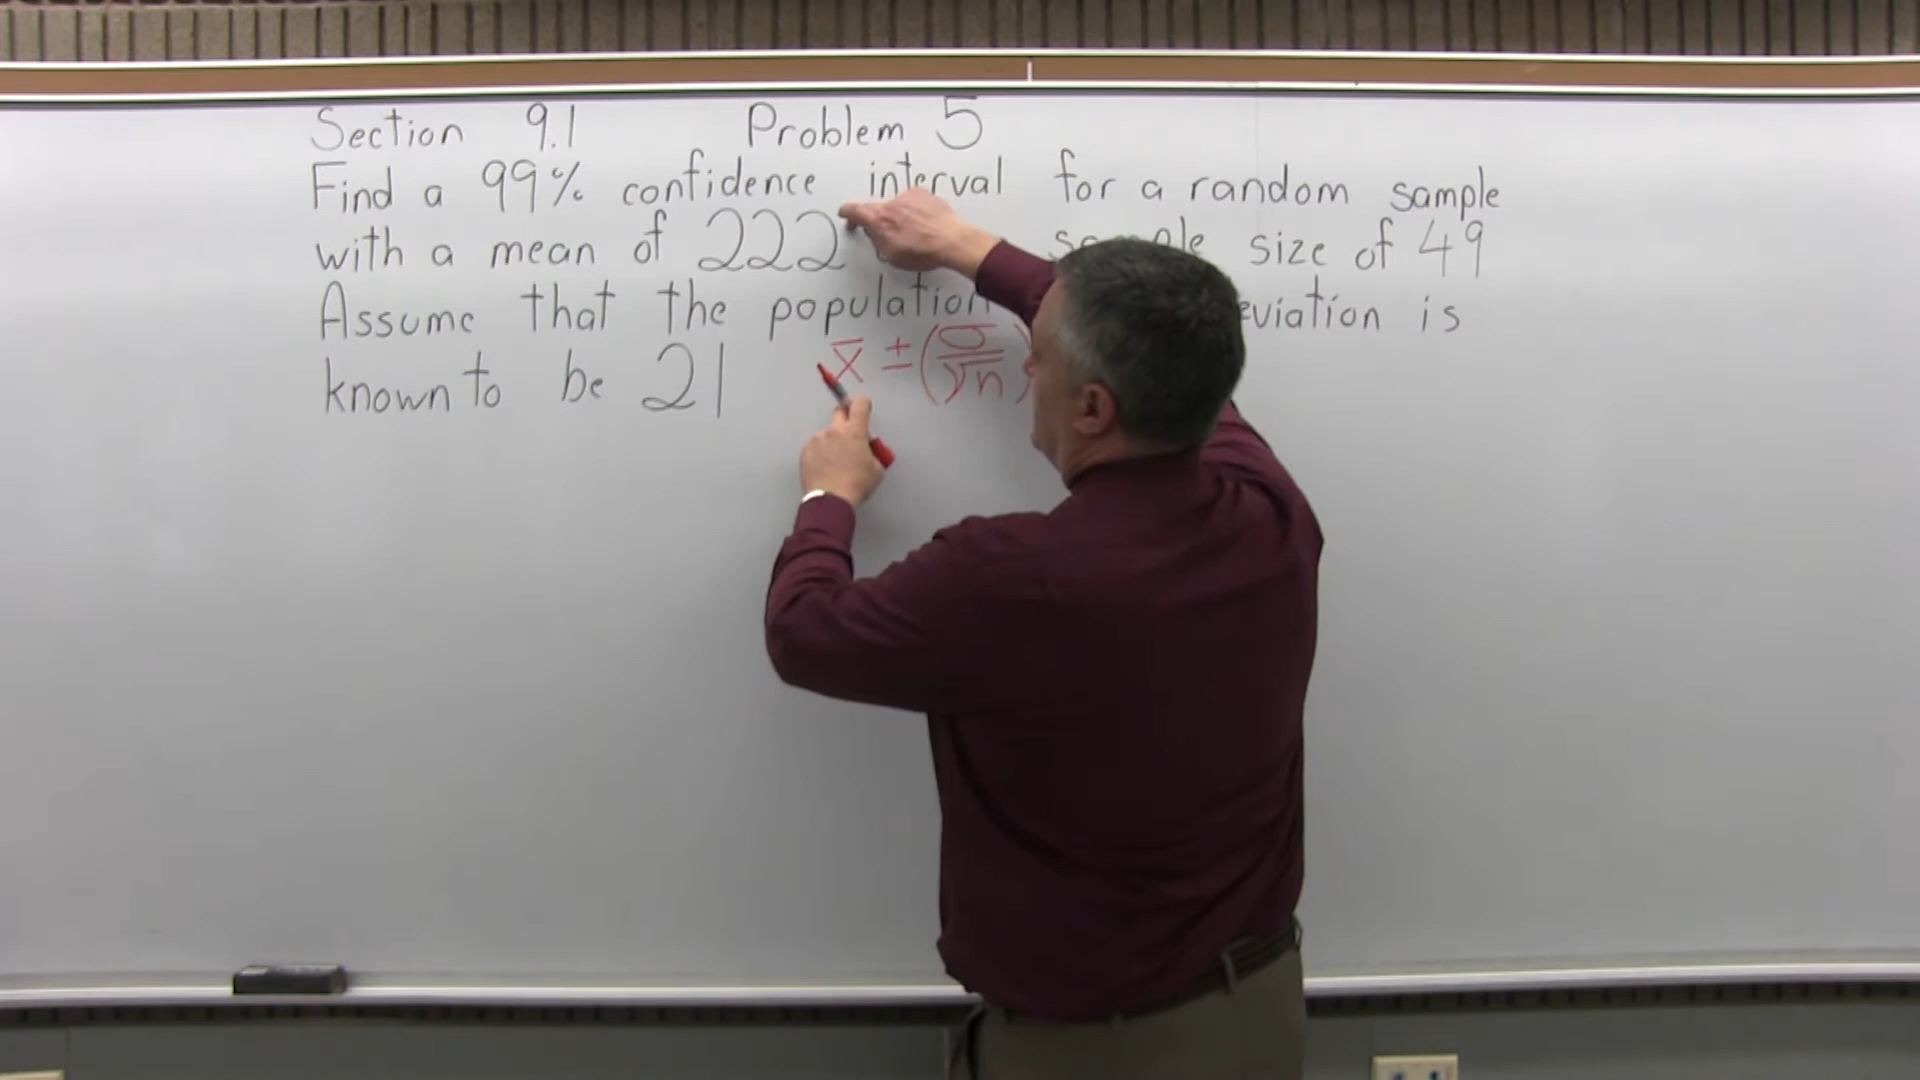 Section 9.1 Problem 5
Find a 99% confidence interval for a random sample
with a mean of 222 size of 49
Assume that the population eviation is
known to be 21 x̄ ± (σ/√n)